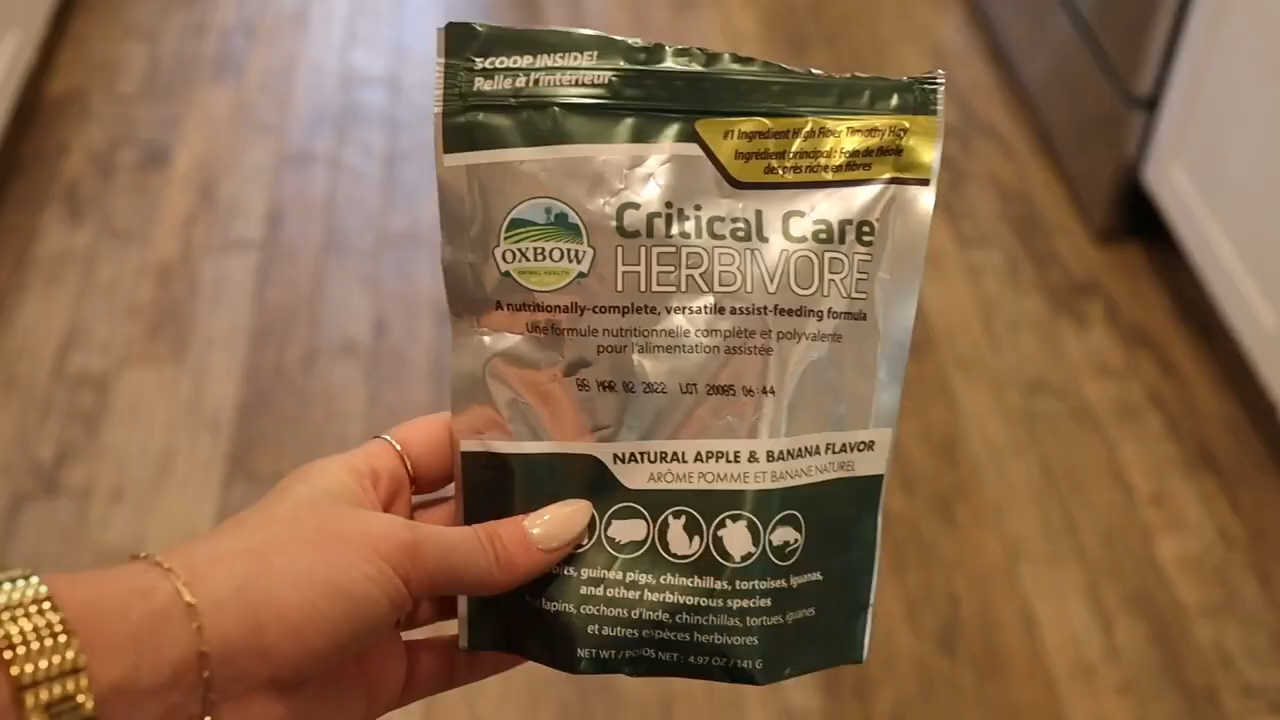 SCOOP INSIDE!
Pelle à l'intérieur
#1 Ingredient High Fiber Timothy Hay
Ingrédient principal : Foin de fléole
des prés riche en fibres
OXBOW
ANIMAL HEALTH
Critical Care
HERBIVORE
A nutritionally-complete, versatile assist-feeding formula
Une formule nutritionnelle complète et polyvalente
pour l'alimentation assistée
BB MAR 02 2022 LOT 20085 06:44
NATURAL APPLE & BANANA FLAVOR
ARÔME POMME ET BANANE NATUREL
guinea pigs, chinchillas, tortoises, iguanas,
and other herbivorous species
lapins, cochons d'Inde, chinchillas, tortues, iguanes
et autres espèces herbivores
NET WT / POIDS NET : 4.97 OZ / 141 G